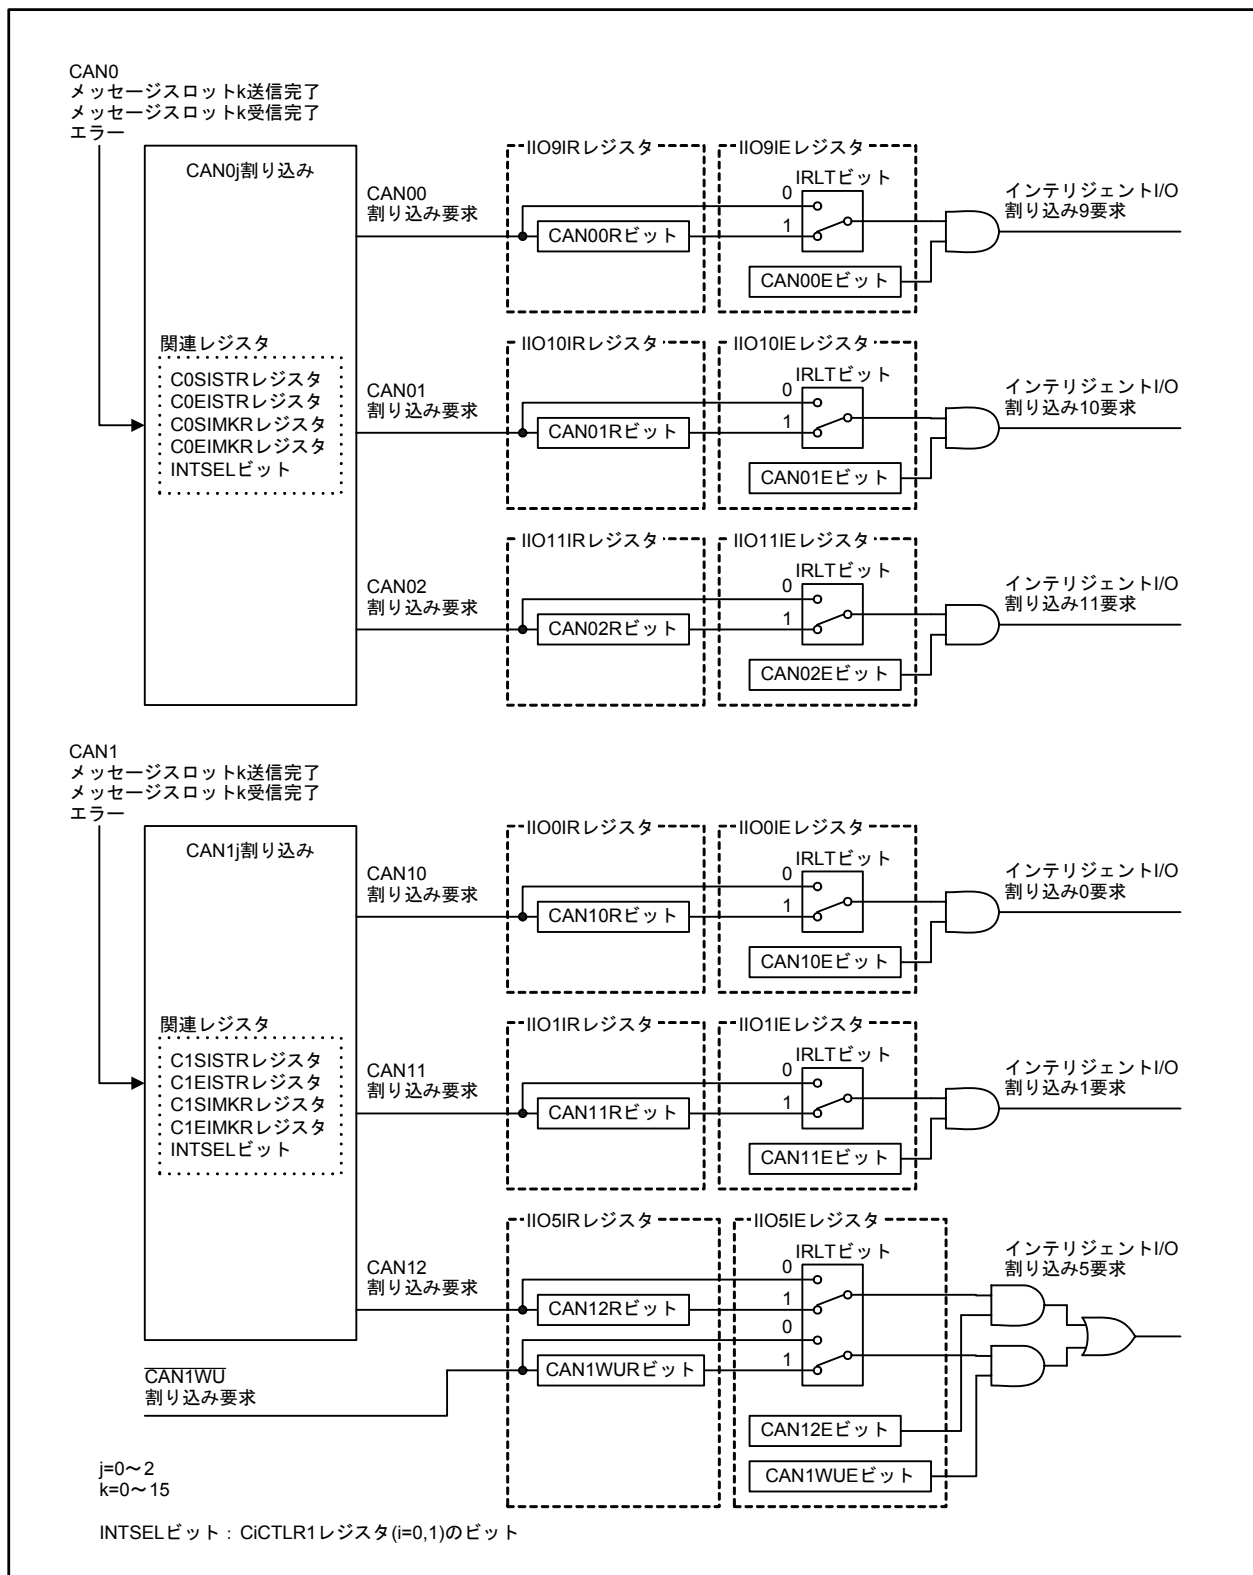 CAN0
メッセージスロットk送信完了
メッセージスロットk受信完了
エラー
CAN0j割り込み
関連レジスタ
C0SISTRレジスタ
C0EISTRレジスタ
C0SIMKRレジスタ
C0EIMKRレジスタ
INTSELビット
CAN00
割り込み要求
IIO9IRレジスタ
CAN00Rビット
IIO9IEレジスタ
IRLTビット
0
1
CAN00Eビット
インテリジェントI/O
割り込み9要求
CAN01
割り込み要求
IIO10IRレジスタ
CAN01Rビット
IIO10IEレジスタ
IRLTビット
0
1
CAN01Eビット
インテリジェントI/O
割り込み10要求
CAN02
割り込み要求
IIO11IRレジスタ
CAN02Rビット
IIO11IEレジスタ
IRLTビット
0
1
CAN02Eビット
インテリジェントI/O
割り込み11要求
CAN1
メッセージスロットk送信完了
メッセージスロットk受信完了
エラー
CAN1j割り込み
関連レジスタ
C1SISTRレジスタ
C1EISTRレジスタ
C1SIMKRレジスタ
C1EIMKRレジスタ
INTSELビット
CAN10
割り込み要求
IIO0IRレジスタ
CAN10Rビット
IIO0IEレジスタ
IRLTビット
0
1
CAN10Eビット
インテリジェントI/O
割り込み0要求
CAN11
割り込み要求
IIO1IRレジスタ
CAN11Rビット
IIO1IEレジスタ
IRLTビット
0
1
CAN11Eビット
インテリジェントI/O
割り込み1要求
CAN12
割り込み要求
IIO5IRレジスタ
CAN12Rビット
CAN1WURビット
IIO5IEレジスタ
IRLTビット
0
1
0
1
CAN12Eビット
CAN1WUEビット
インテリジェントI/O
割り込み5要求
CAN1WU
割り込み要求
j=0～2
k=0～15
INTSELビット：CiCTLR1レジスタ(i=0,1)のビット